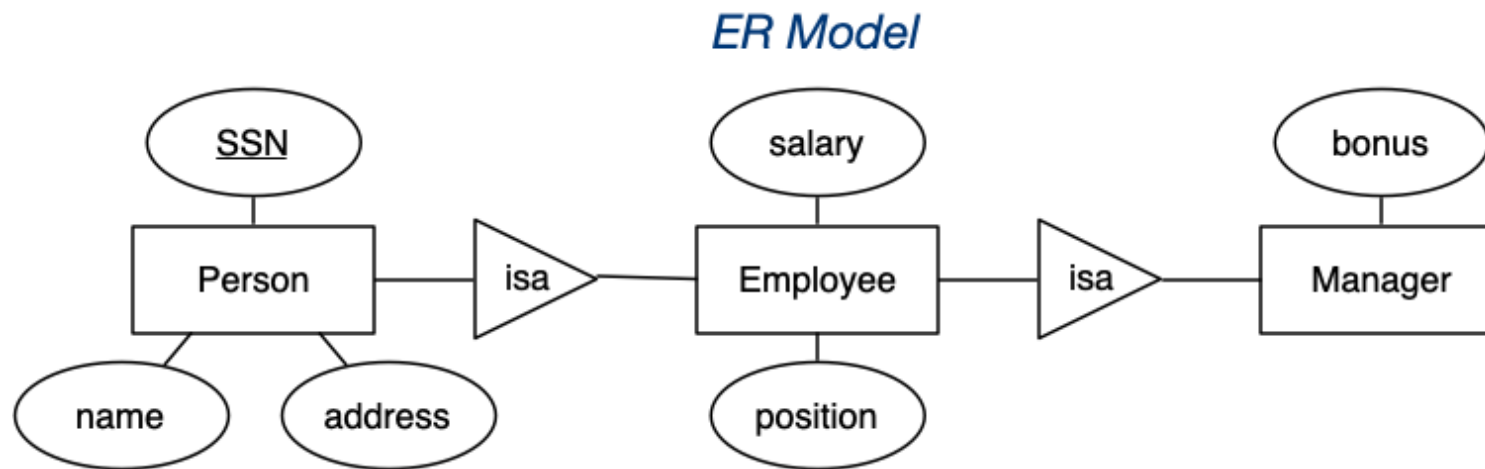 ER Model
SSN
salary
bonus
Person
isa
Employee
isa
Manager
name
address
position